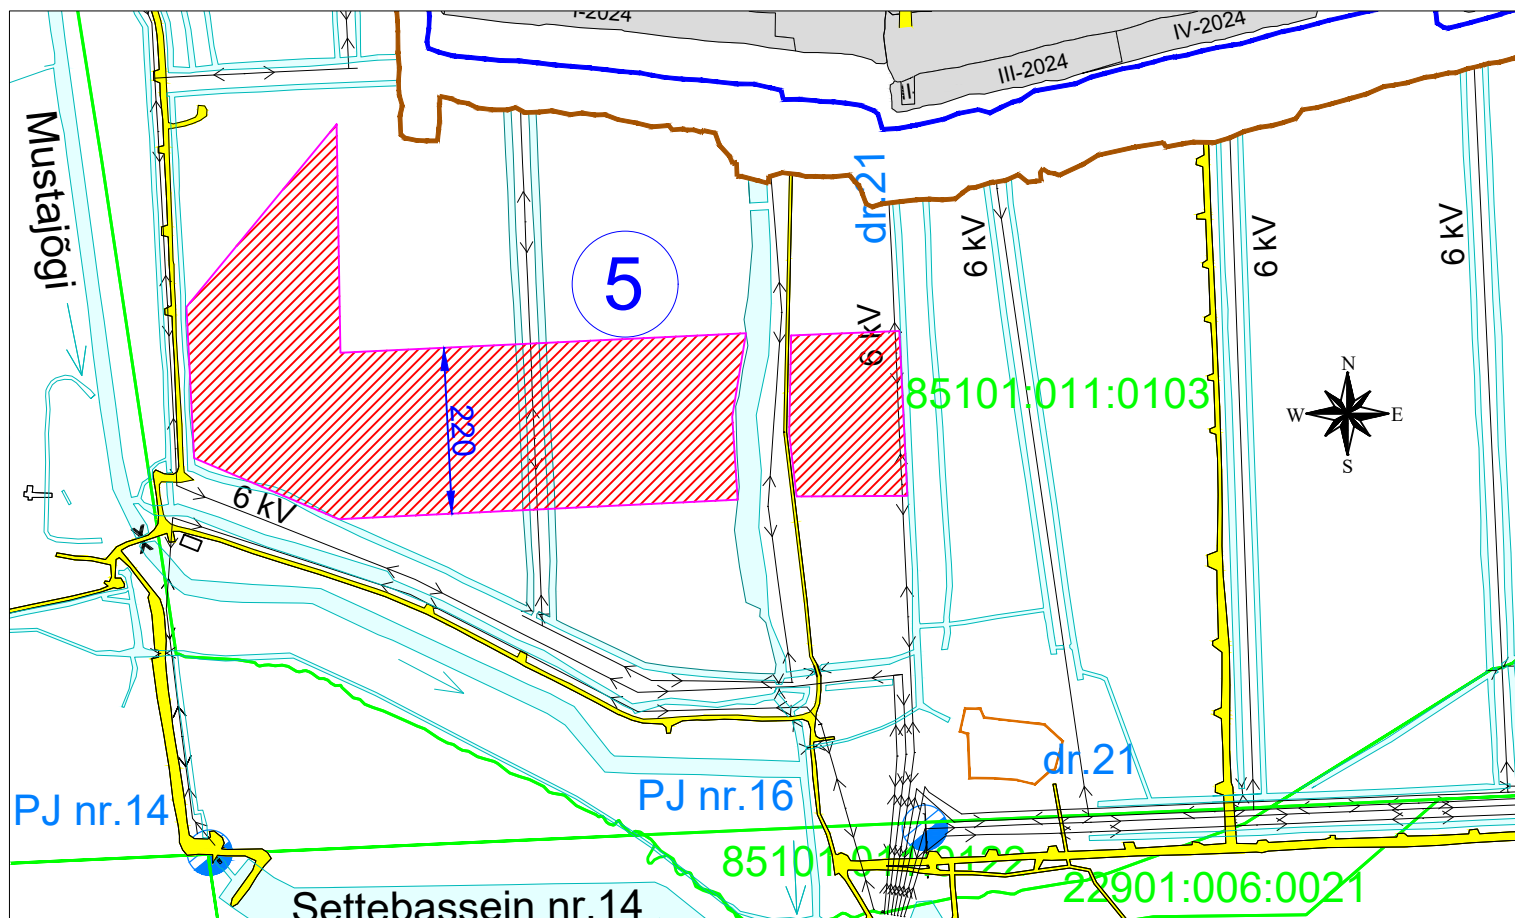 I-2024
IV-2024
III-2024
II
Mustajõgi
dr.21
6 kV
6 kV
6 kV
5
6 kV
85101:011:0103
N
W
E
S
220
6 kV
dr.21
PJ nr.14
PJ nr.16
22901:006:0021
Settebassein nr.14